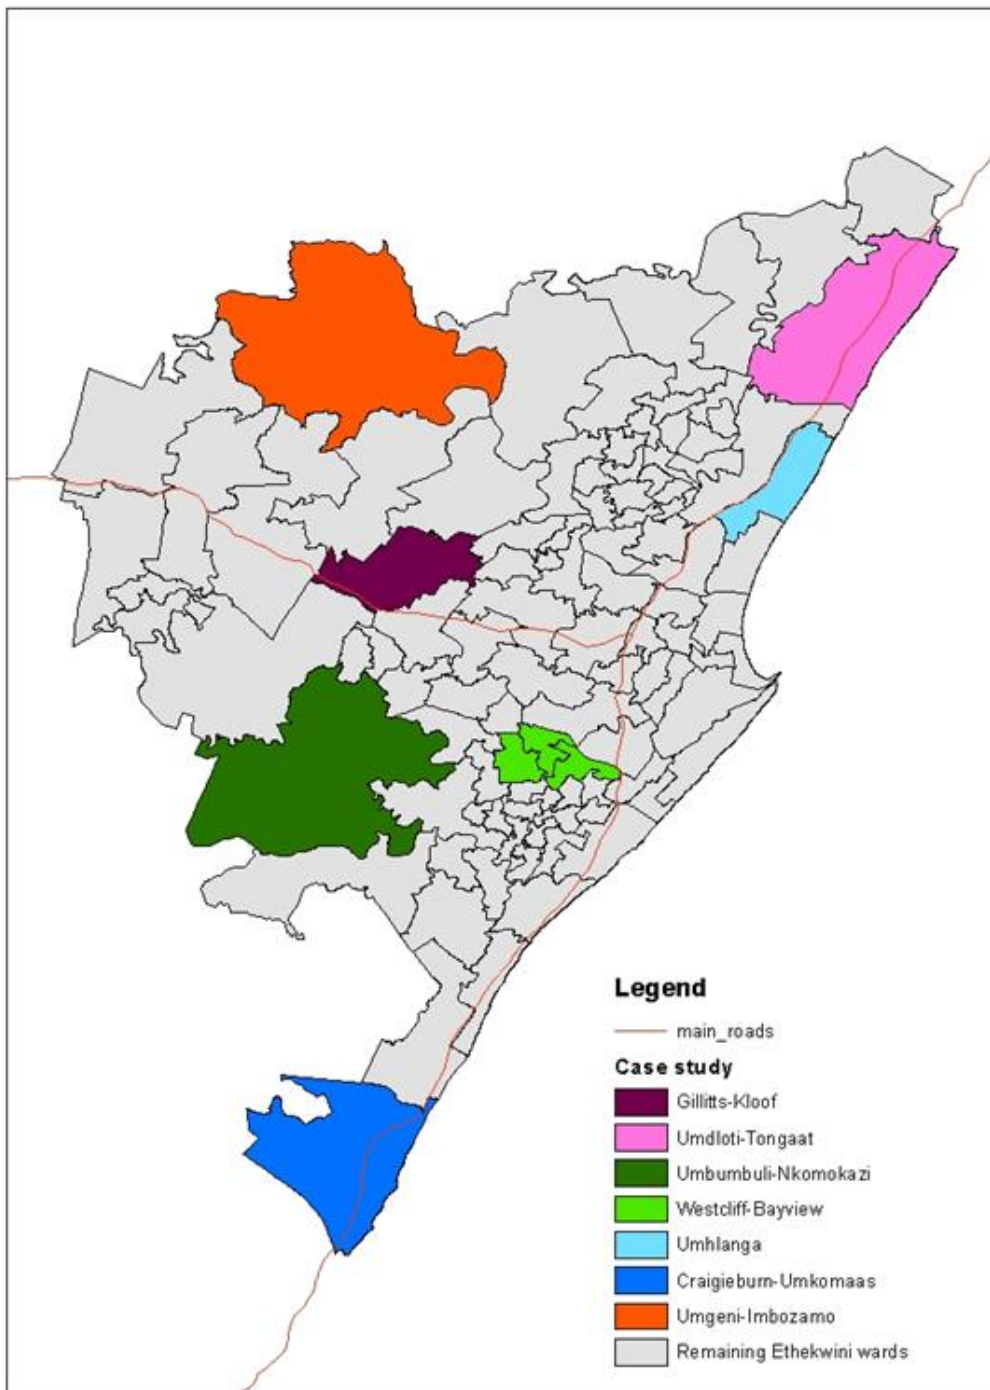 Legend
main_roads
Case study
Gillitts-Kloof
Umdloti-Tongaat
Umbumbuli-Nkomokazi
Westcliff-Bayview
Umhlanga
Craigieburn-Umkomaas
Umgeni-Imbozamo
Remaining Ethekwini wards